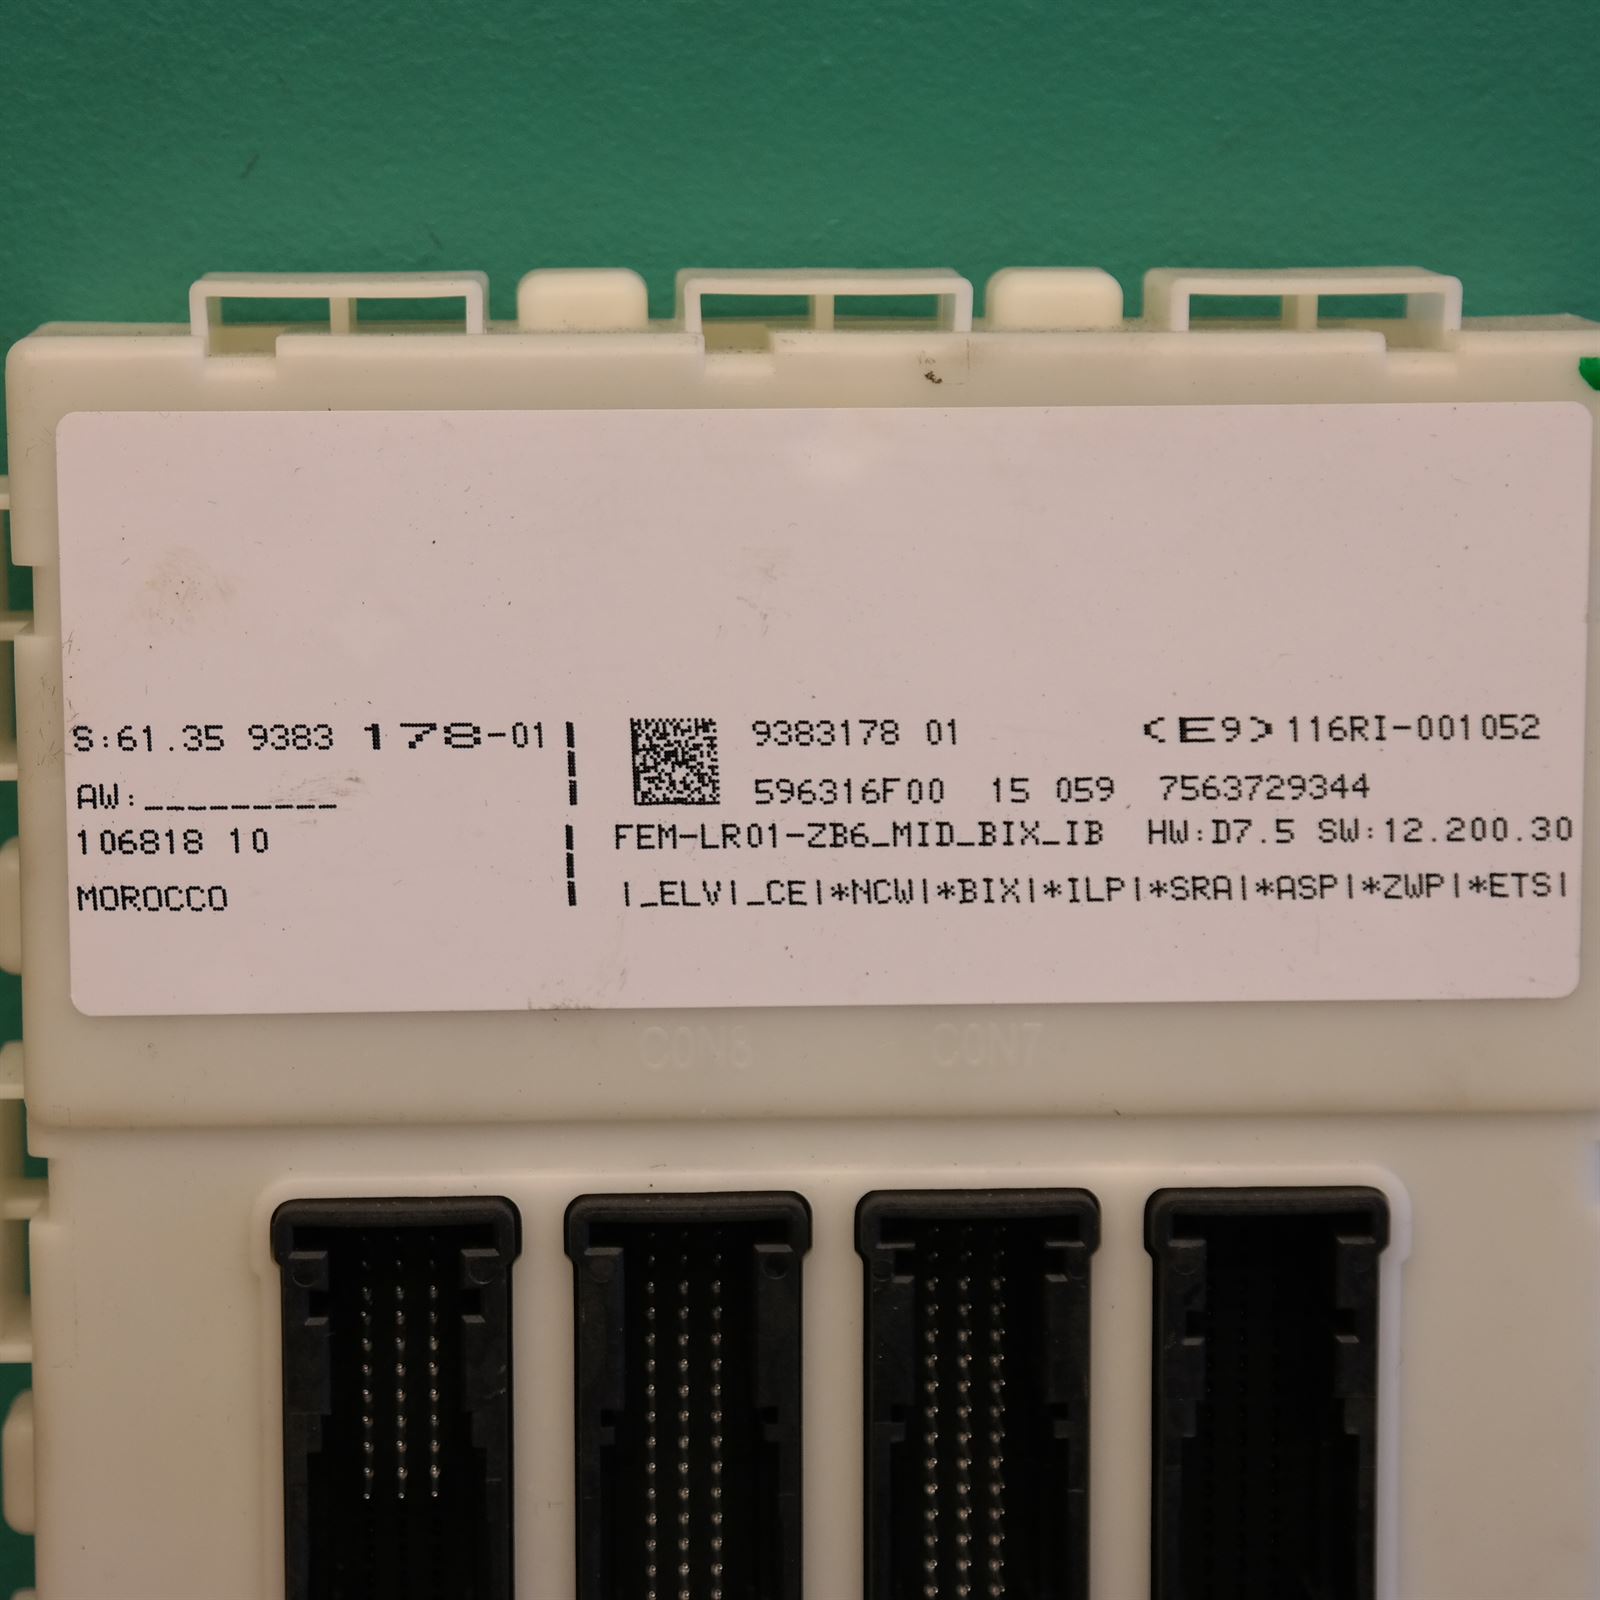 S:61.35 9383 178-01
AW:_________
106818 10
MOROCCO
9383178 01 <E9>116RI-001052
596316F00 15 059 7563729344
FEM-LR01-ZB6_MID_BIX_IB HW:D7.5 SW:12.200.30
|_ELV|_CE|*NCW|*BIX|*ILP|*SRA|*ASP|*ZWP|*ETS|
CON8 CON7